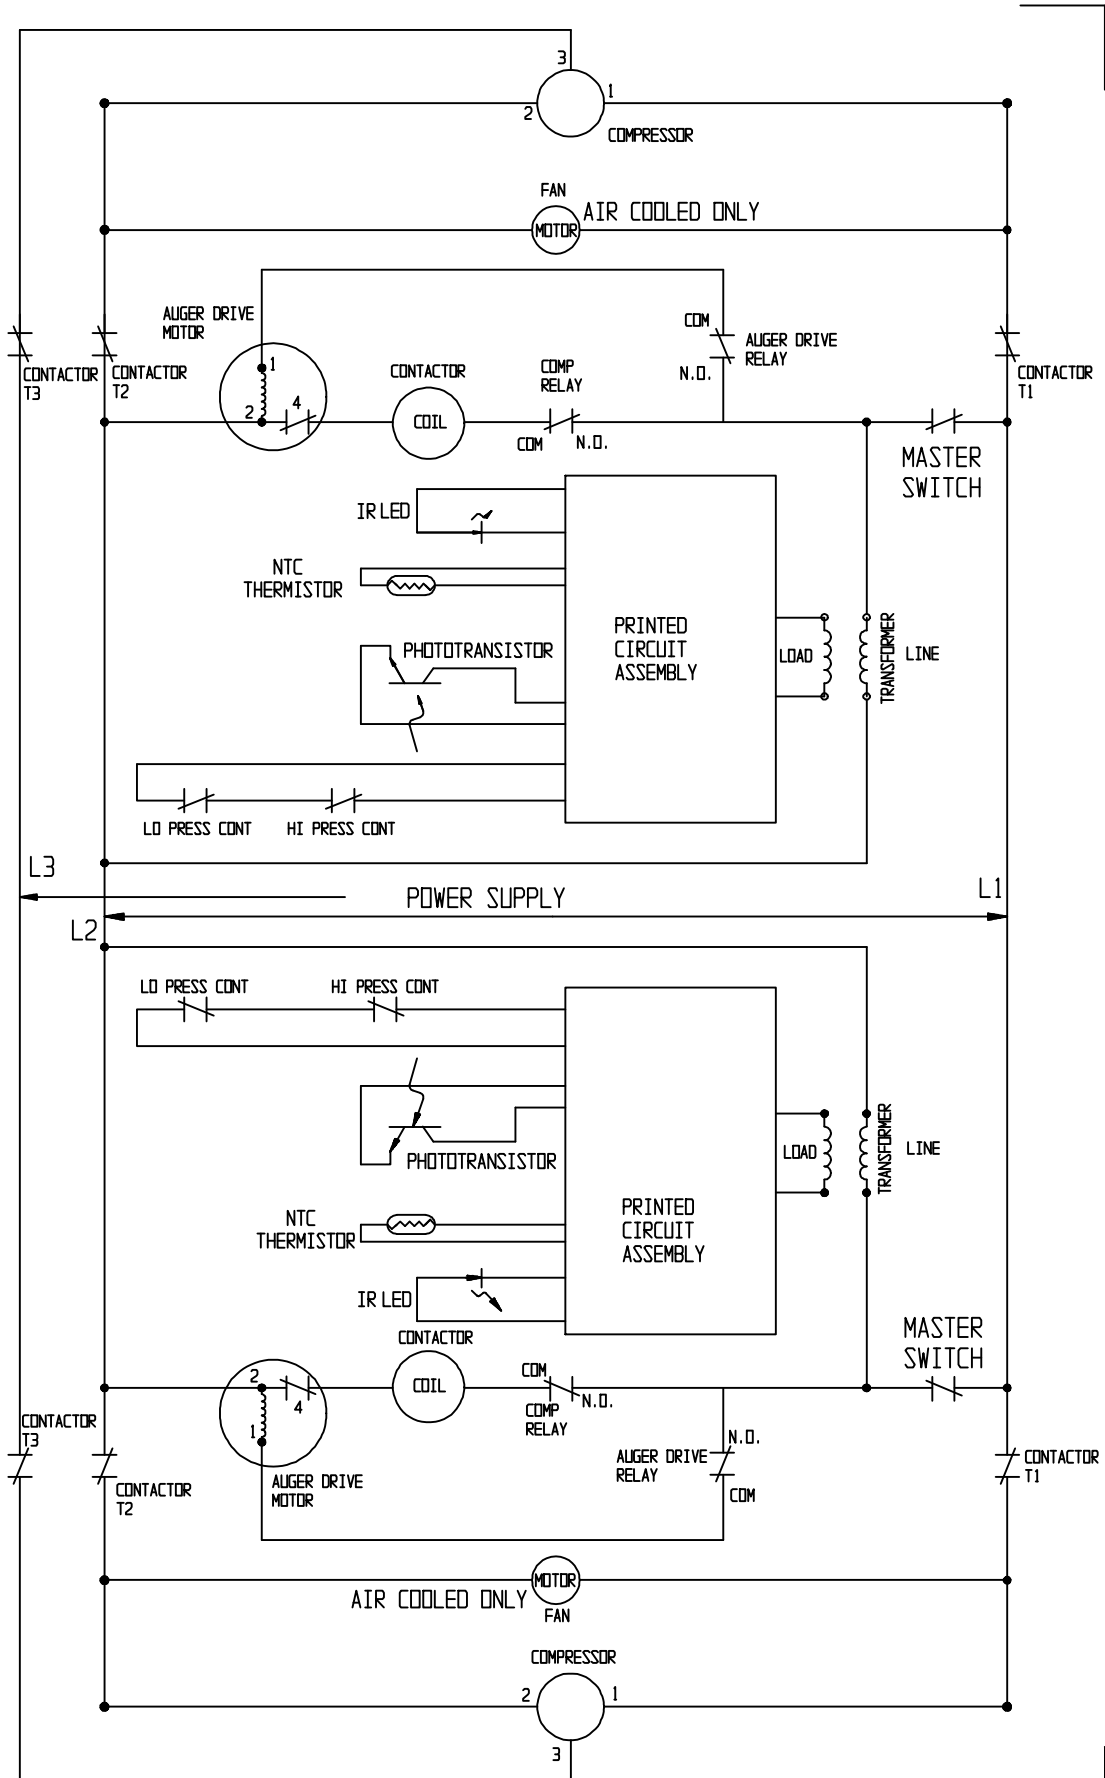 3
1
2
COMPRESSOR
FAN
MOTOR
AIR COOLED ONLY
AUGER DRIVE
MOTOR
COM
AUGER DRIVE
RELAY
N.O.
CONTACTOR
T3
CONTACTOR
T2
1
2
4
CONTACTOR
COIL
COMP
RELAY
COM
N.O.
CONTACTOR
T1
MASTER
SWITCH
IR LED
NTC
THERMISTOR
PHOTOTRANSISTOR
PRINTED
CIRCUIT
ASSEMBLY
LOAD
TRANSFORMER
LINE
LO PRESS CONT
HI PRESS CONT
L3
POWER SUPPLY
L1
L2
LO PRESS CONT
HI PRESS CONT
PHOTOTRANSISTOR
LOAD
TRANSFORMER
LINE
NTC
THERMISTOR
PRINTED
CIRCUIT
ASSEMBLY
IR LED
CONTACTOR
COIL
MASTER
SWITCH
2
4
1
COM
N.O.
COMP
RELAY
CONTACTOR
T3
CONTACTOR
T2
AUGER DRIVE
MOTOR
AUGER DRIVE
RELAY
N.O.
COM
CONTACTOR
T1
MOTOR
AIR COOLED ONLY
FAN
COMPRESSOR
2
1
3